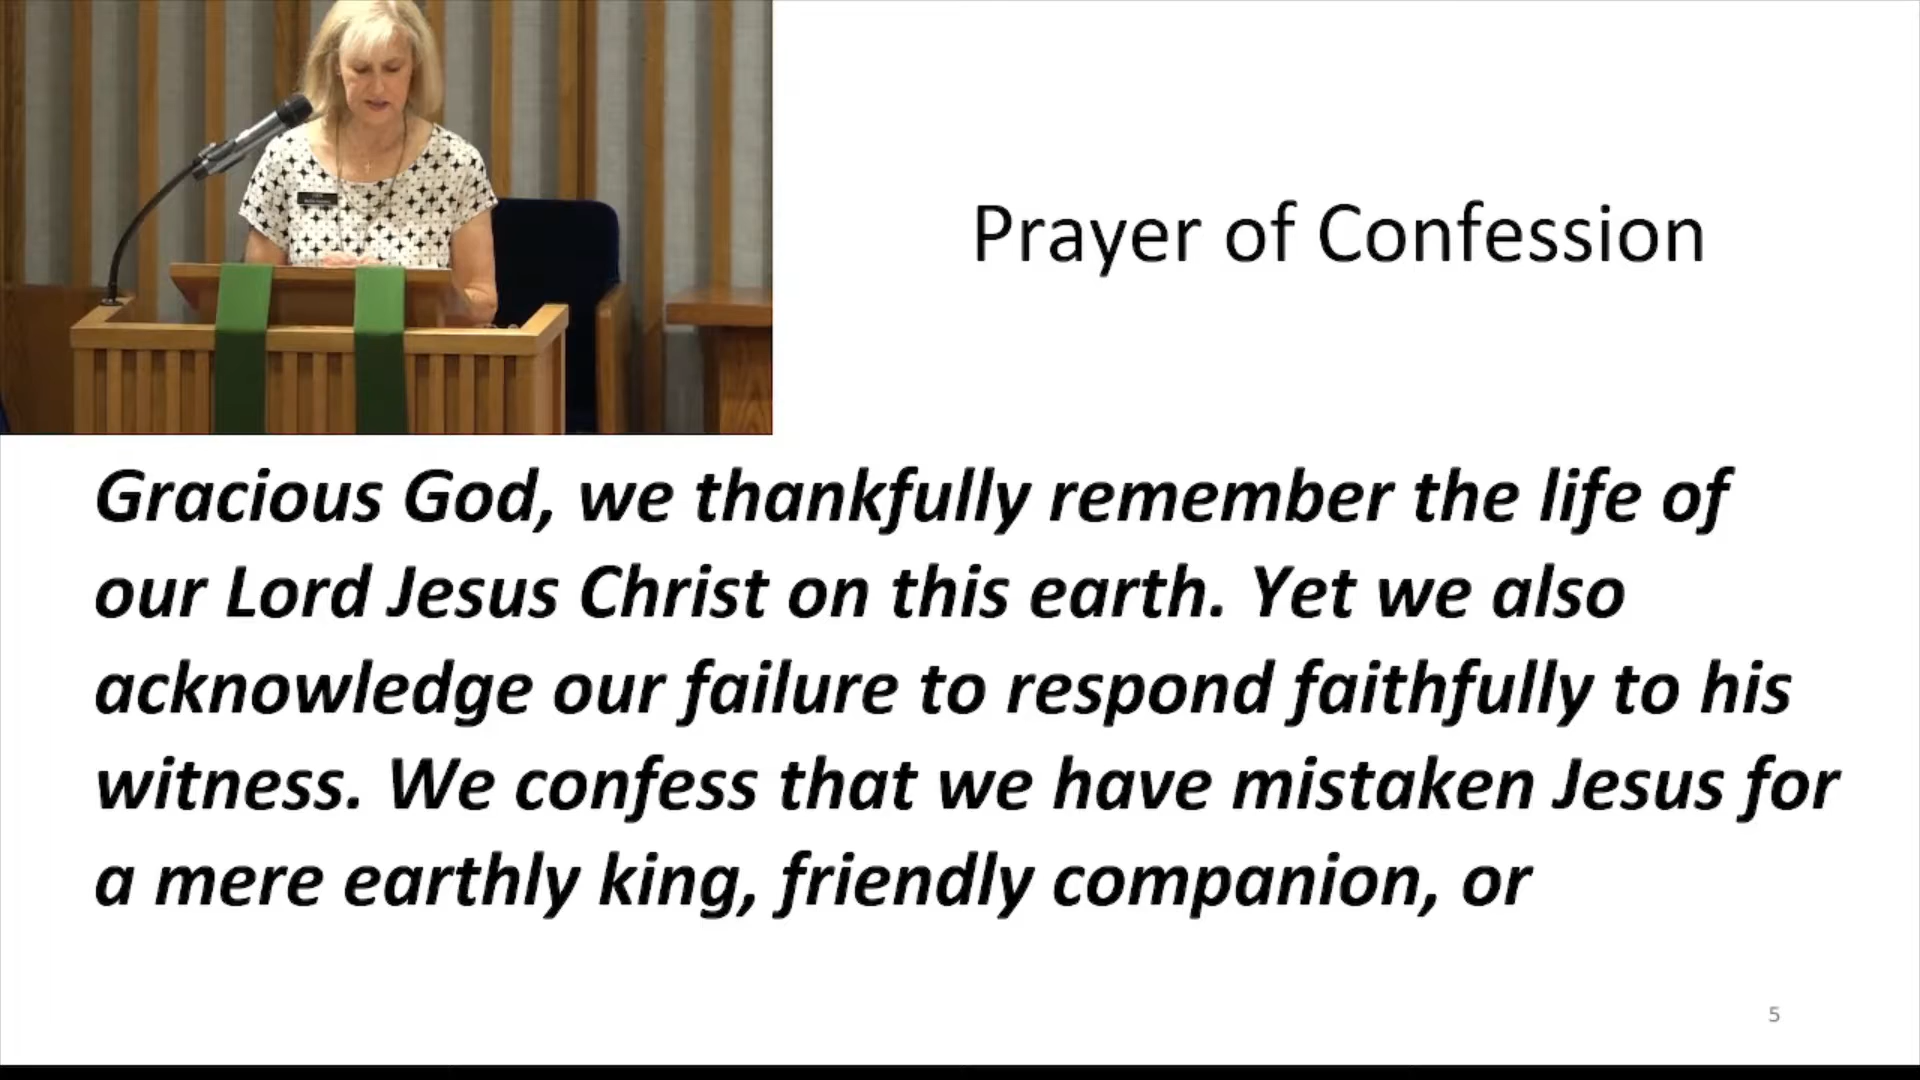 Prayer of Confession
Gracious God, we thankfully remember the life of
our Lord Jesus Christ on this earth. Yet we also
acknowledge our failure to respond faithfully to his
witness. We confess that we have mistaken Jesus for
a mere earthly king, friendly companion, or
5